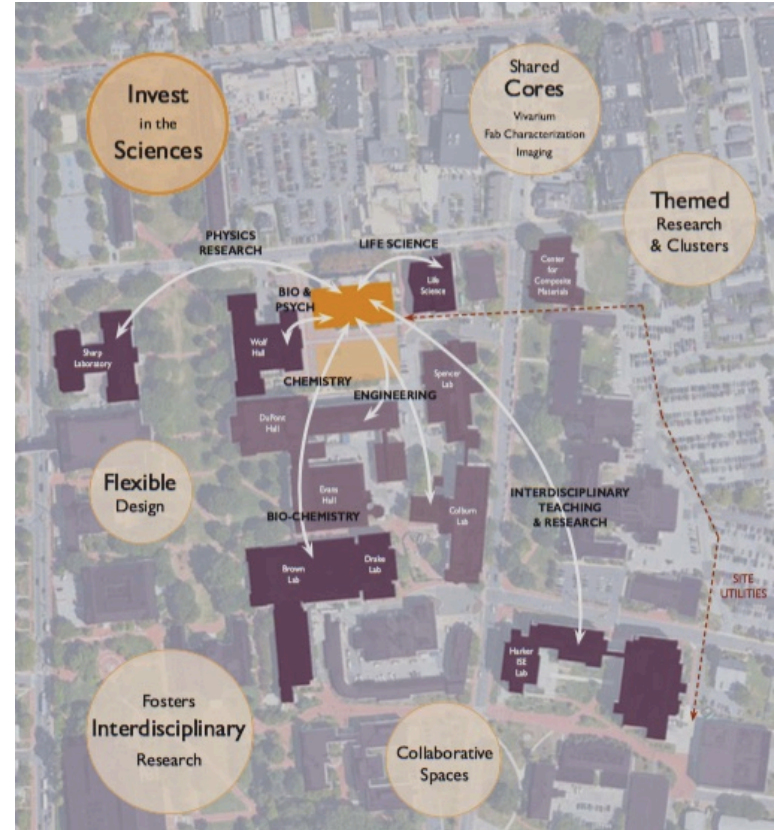 Invest
in the
Sciences
Shared
Cores
Vivarium
Fab Characterization
Imaging
Themed
Research
& Clusters
PHYSICS
RESEARCH
LIFE SCIENCE
BIO &
PSYCH
Life
Science
Center
for
Composite
Materials
Sharp
Laboratory
Wolf
Hall
CHEMISTRY
ENGINEERING
Spencer
Lab
DuPont
Hall
Flexible
Design
Evans
Hall
BIO-CHEMISTRY
Colburn
Lab
INTERDISCIPLINARY
TEACHING
& RESEARCH
Brown
Lab
Drake
Lab
SITE
UTILITIES
Harker
ISE
Lab
Fosters
Interdisciplinary
Research
Collaborative
Spaces